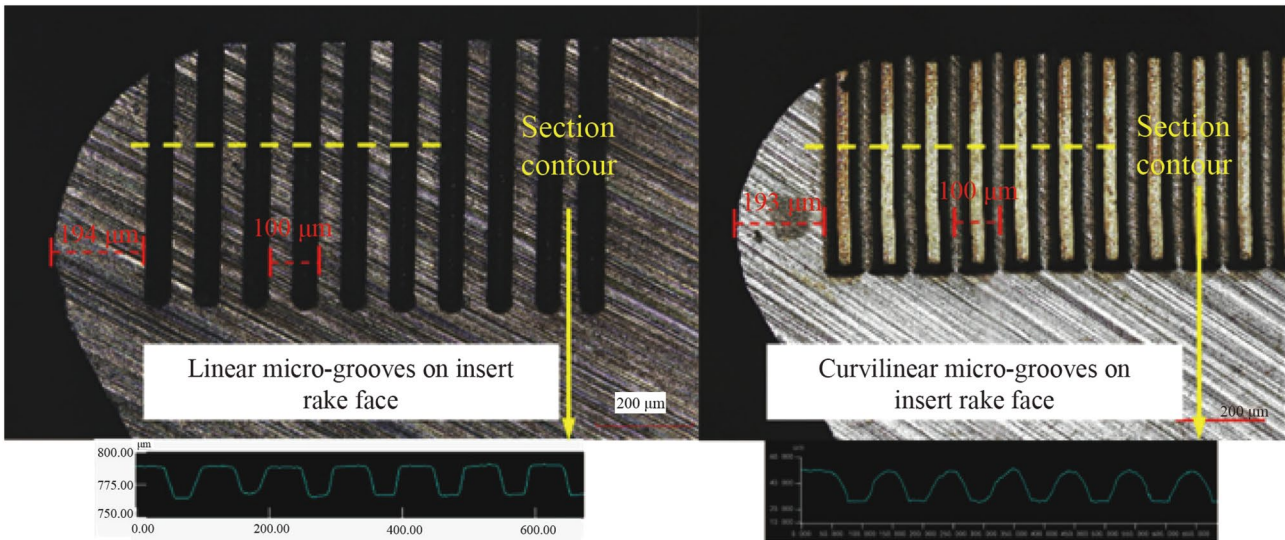 Section
contour
194 μm
100 μm
Linear micro-grooves on insert
rake face
200 μm
μm
800.00
775.00
750.00
0.00
200.00
400.00
600.00
Section
contour
193 μm
100 μm
Curvilinear micro-grooves on
insert rake face
200 μm